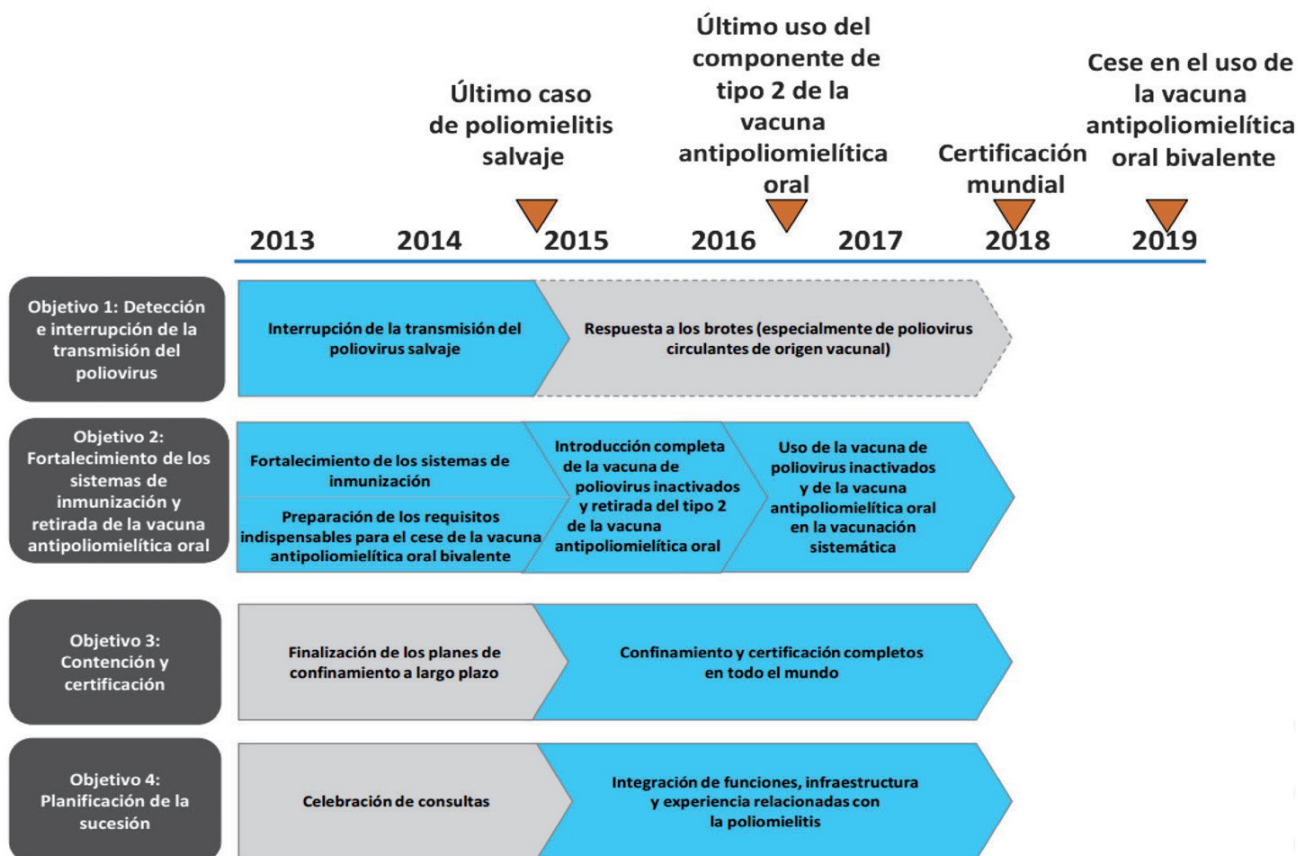 Último caso
de poliomielitis
salvaje
Último uso del
componente de
tipo 2 de la
vacuna
antipoliomielítica
oral
Certificación
mundial
Cese en el uso de
la vacuna
antipoliomielítica
oral bivalente
2013 2014 2015 2016 2017 2018 2019
Objetivo 1: Detección
e interrupción de la
transmisión del
poliovirus
Interrupción de la transmisión del
poliovirus salvaje
Respuesta a los brotes (especialmente de poliovirus
circulantes de origen vacunal)
Objetivo 2:
Fortalecimiento de los
sistemas de
inmunización y
retirada de la vacuna
antipoliomielítica oral
Fortalecimiento de los sistemas de
inmunización
Preparación de los requisitos
indispensables para el cese de la vacuna
antipoliomielítica oral bivalente
Introducción completa
de la vacuna de
poliovirus inactivados
y retirada del tipo 2
de la vacuna
antipoliomielítica oral
Uso de la vacuna de
poliovirus inactivados
y de la vacuna
antipoliomielítica oral
en la vacunación
sistemática
Objetivo 3:
Contención y
certificación
Finalización de los planes de
confinamiento a largo plazo
Confinamiento y certificación completos
en todo el mundo
Objetivo 4:
Planificación de la
sucesión
Celebración de consultas
Integración de funciones, infraestructura
y experiencia relacionadas con
la poliomielitis